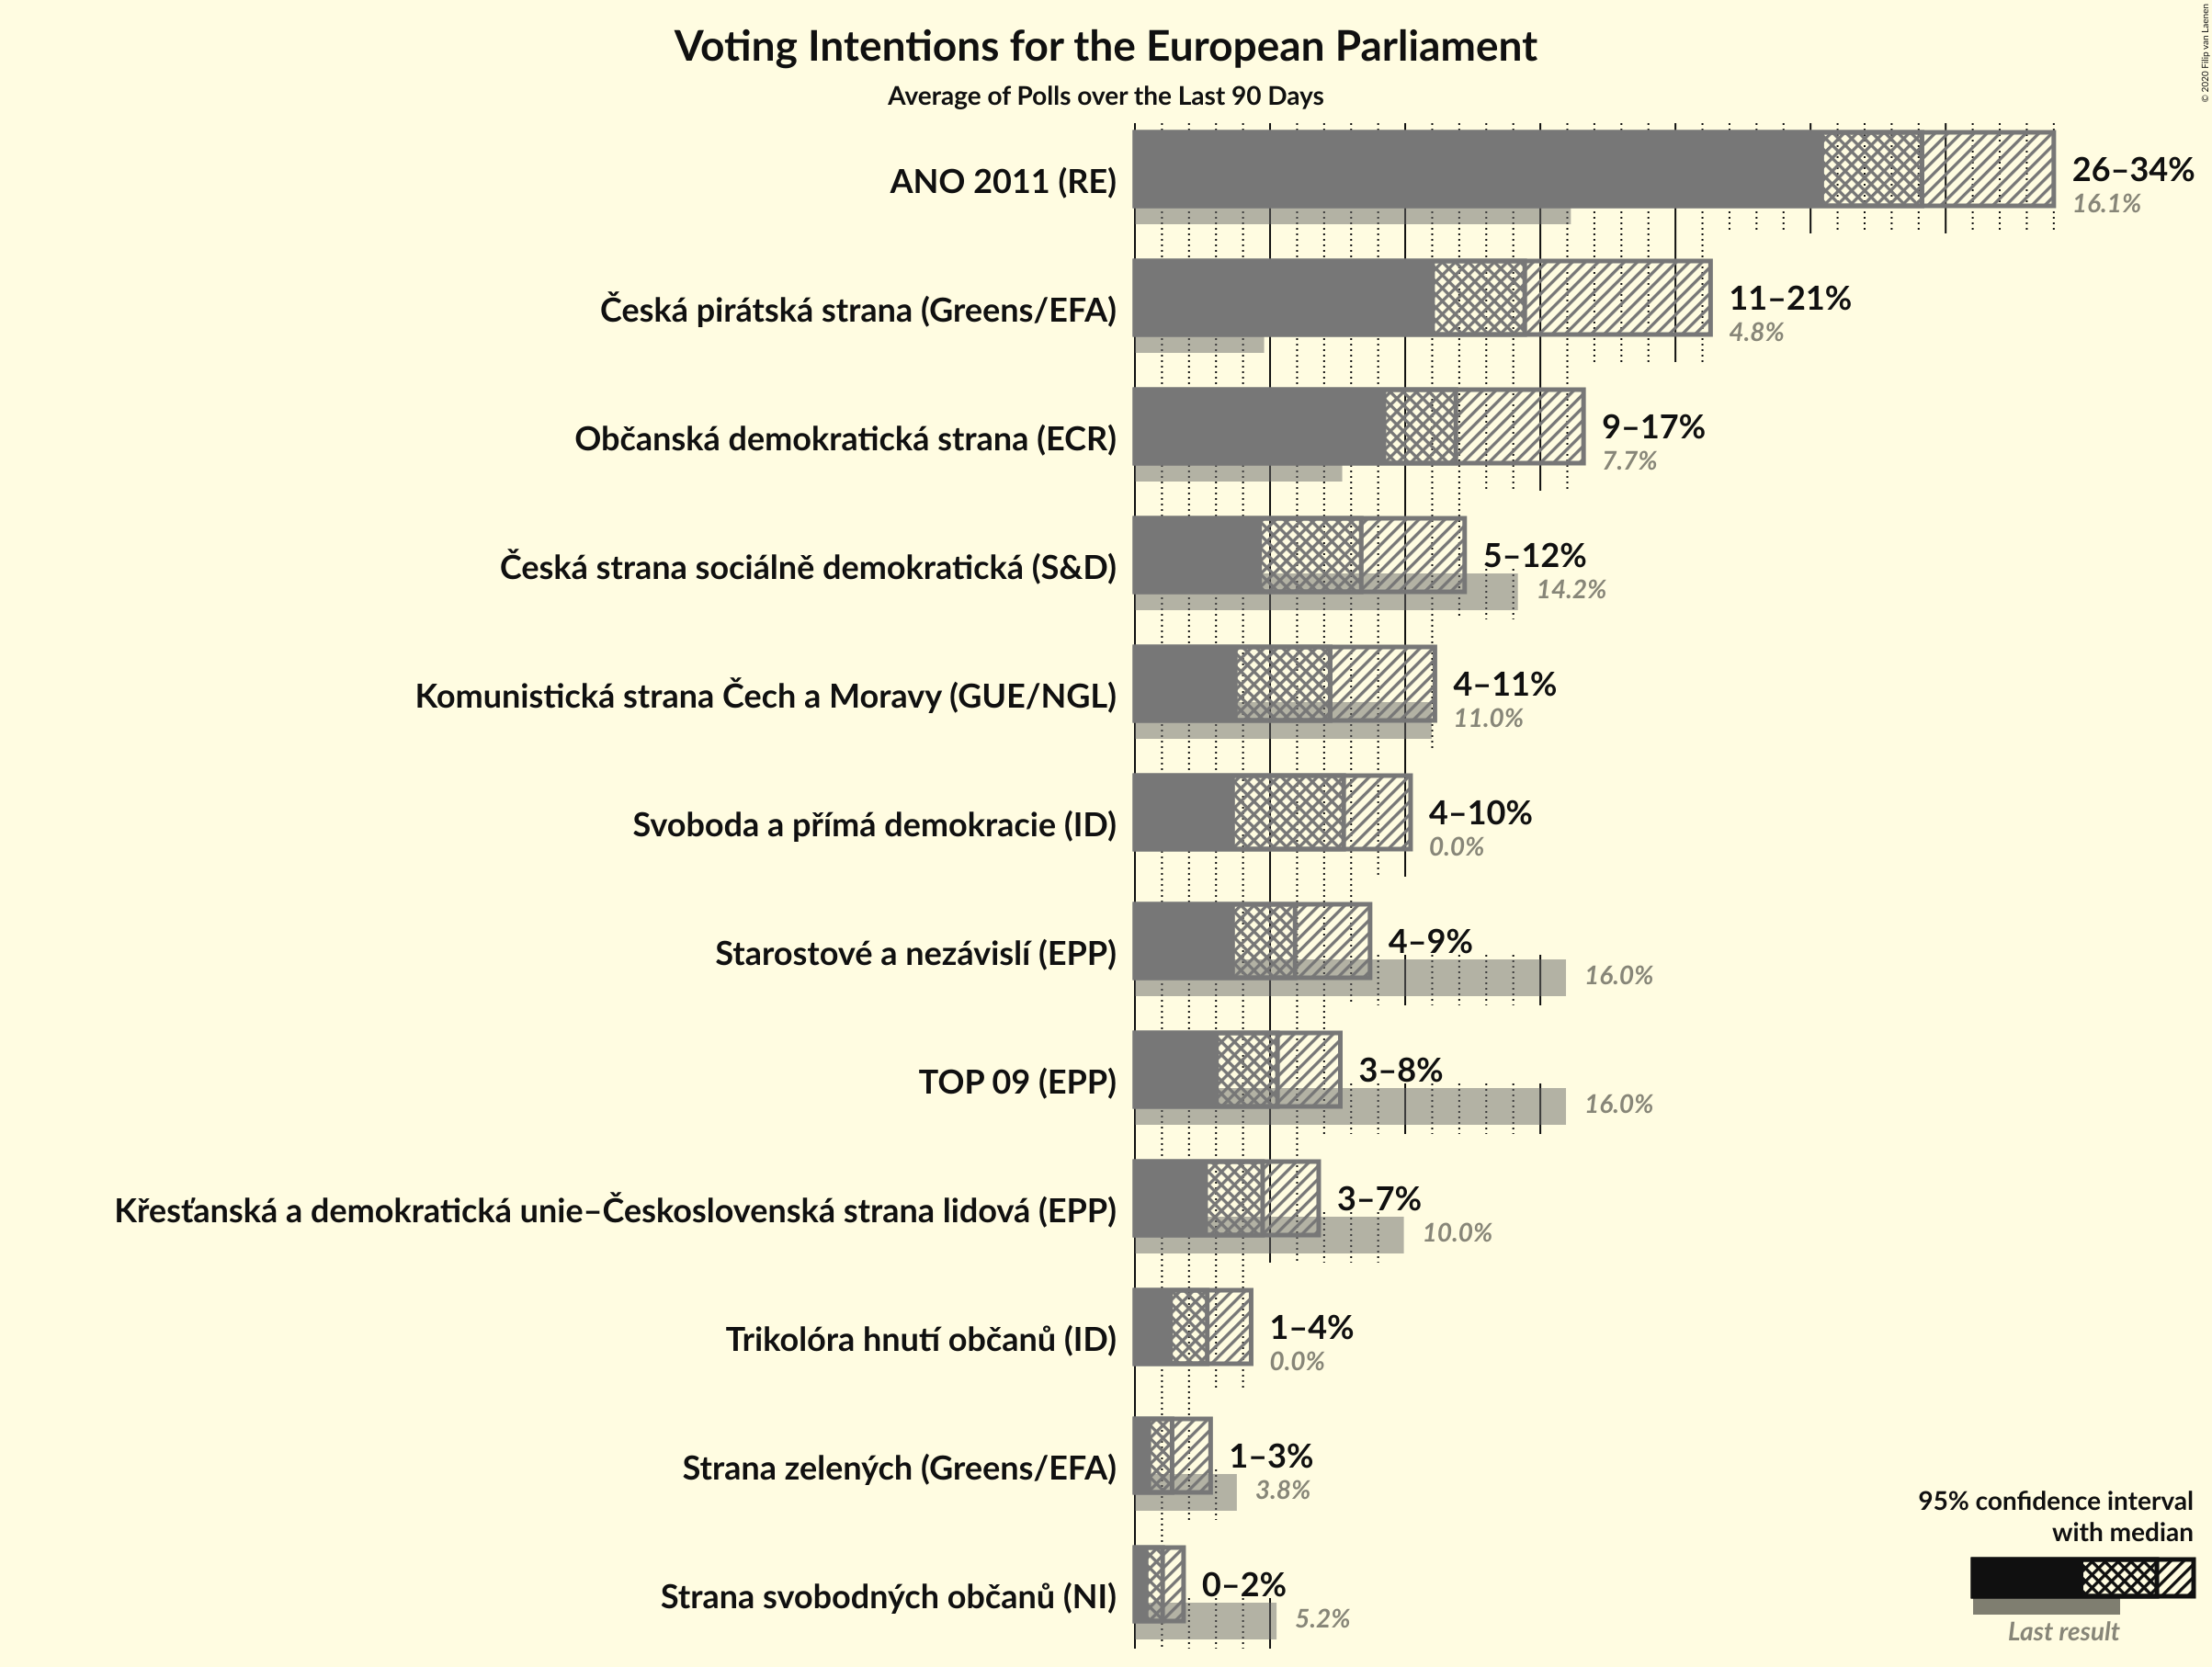 © 2020 Filip van Laenen
Voting Intentions for the European Parliament
Average of Polls over the Last 90 Days
ANO 2011 (RE)
26–34%
16.1%
Česká pirátská strana (Greens/EFA)
11–21%
4.8%
Občanská demokratická strana (ECR)
9–17%
7.7%
Česká strana sociálně demokratická (S&D)
5–12%
14.2%
Komunistická strana Čech a Moravy (GUE/NGL)
4–11%
11.0%
Svoboda a přímá demokracie (ID)
4–10%
0.0%
Starostové a nezávislí (EPP)
4–9%
16.0%
TOP 09 (EPP)
3–8%
16.0%
Křesťanská a demokratická unie–Československá strana lidová (EPP)
3–7%
10.0%
Trikolóra hnutí občanů (ID)
1–4%
0.0%
Strana zelených (Greens/EFA)
1–3%
3.8%
Strana svobodných občanů (NI)
0–2%
5.2%
95% confidence interval
with median
Last result